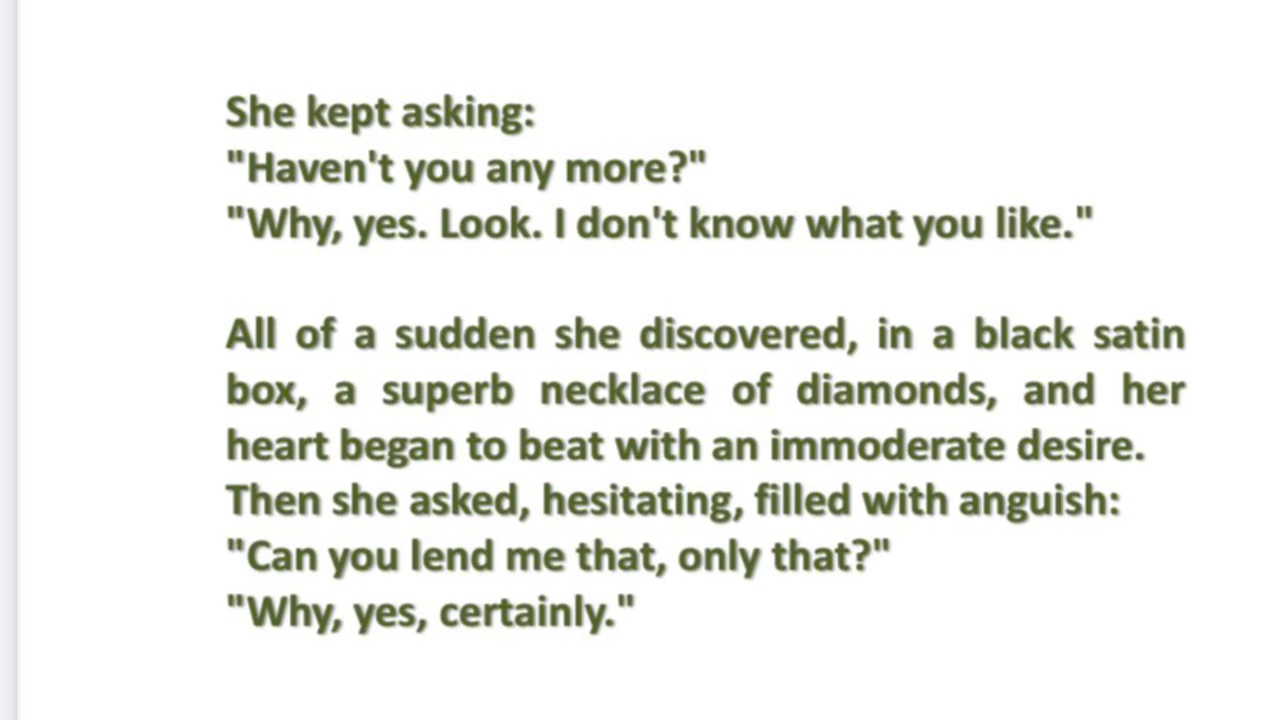 She kept asking:
"Haven't you any more?"
"Why, yes. Look. I don't know what you like."
All of a sudden she discovered, in a black satin
box, a superb necklace of diamonds, and her
heart began to beat with an immoderate desire.
Then she asked, hesitating, filled with anguish:
"Can you lend me that, only that?"
"Why, yes, certainly."